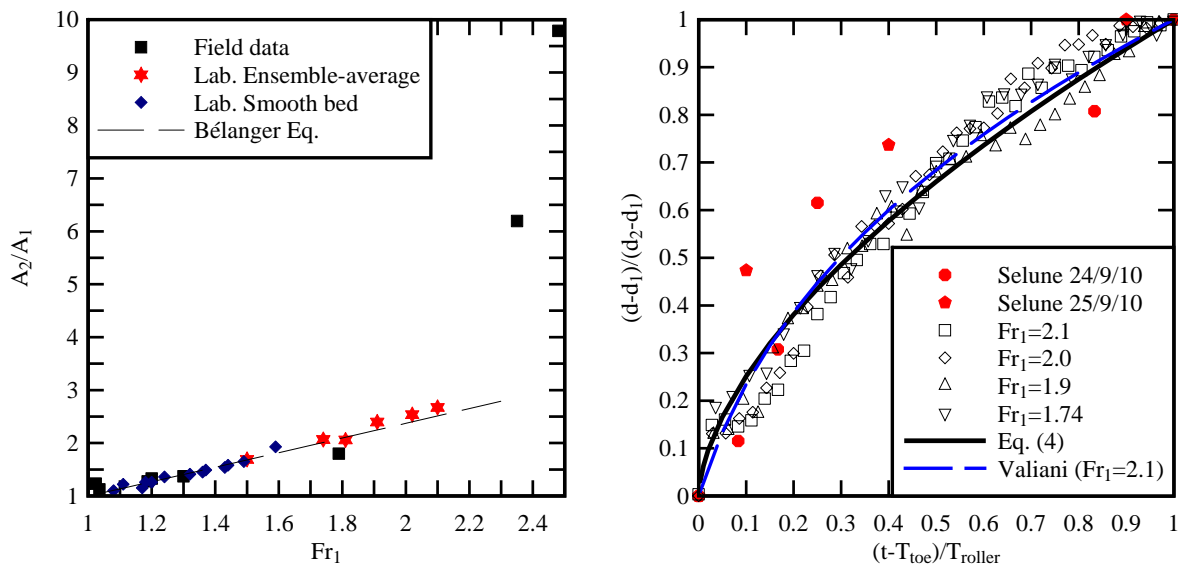 Field data
Lab. Ensemble-average
Lab. Smooth bed
Bélanger Eq.
A2/A1
10
9
8
7
6
5
4
3
2
1
1 1.2 1.4 1.6 1.8 2 2.2 2.4
Fr1
(d-d1)/(d2-d1)
1
0.9
0.8
0.7
0.6
0.5
0.4
0.3
0.2
0.1
0
Selune 24/9/10
Selune 25/9/10
Fr1=2.1
Fr1=2.0
Fr1=1.9
Fr1=1.74
Eq. (4)
Valiani (Fr1=2.1)
0 0.1 0.2 0.3 0.4 0.5 0.6 0.7 0.8 0.9 1
(t-Ttoe)/Troller